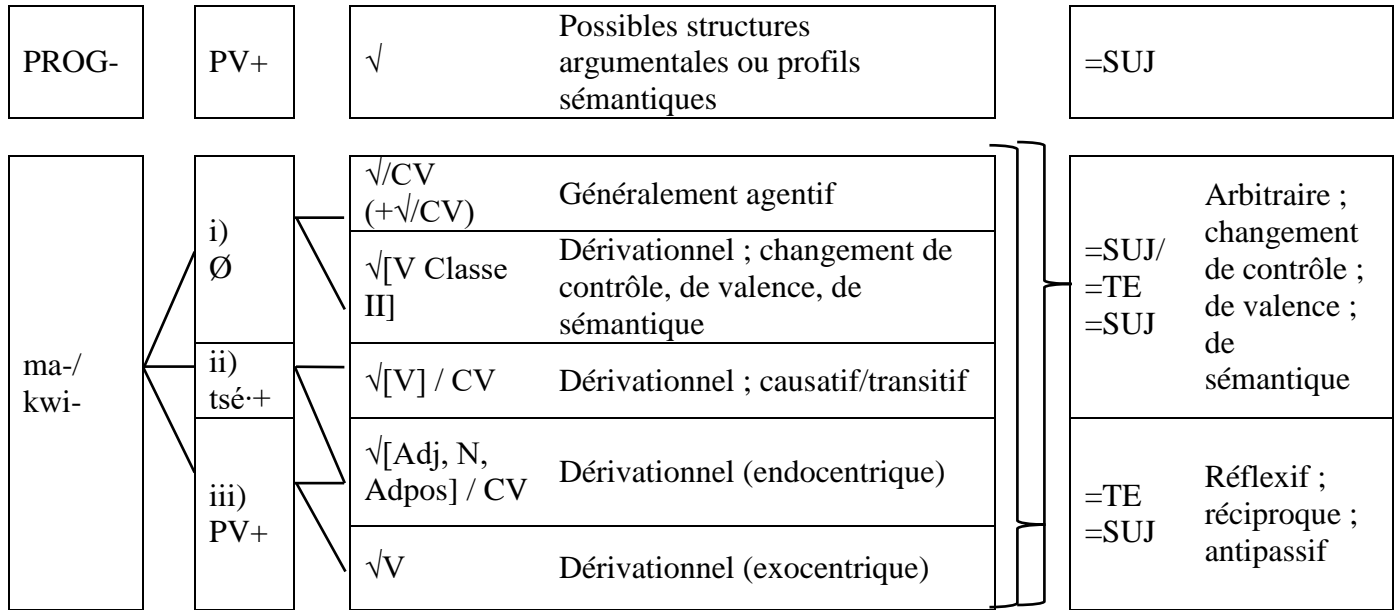 PROG-
PV+
√
Possibles structures
argumentales ou profils
sémantiques
=SUJ
ma-/
kwi-
i)
Ø
ii)
tsé·+
iii)
PV+
√/CV
(+√/CV)
Généralement agentif
√[V Classe
II]
Dérivationnel ; changement de
contrôle, de valence, de
sémantique
√[V] / CV
Dérivationnel ; causatif/transitif
√[Adj, N,
Adpos] / CV
Dérivationnel (endocentrique)
√V
Dérivationnel (exocentrique)
=SUJ/
=TE
=SUJ
Arbitraire ;
changement
de contrôle ;
de valence ;
de
sémantique
=TE
=SUJ
Réflexif ;
réciproque ;
antipassif